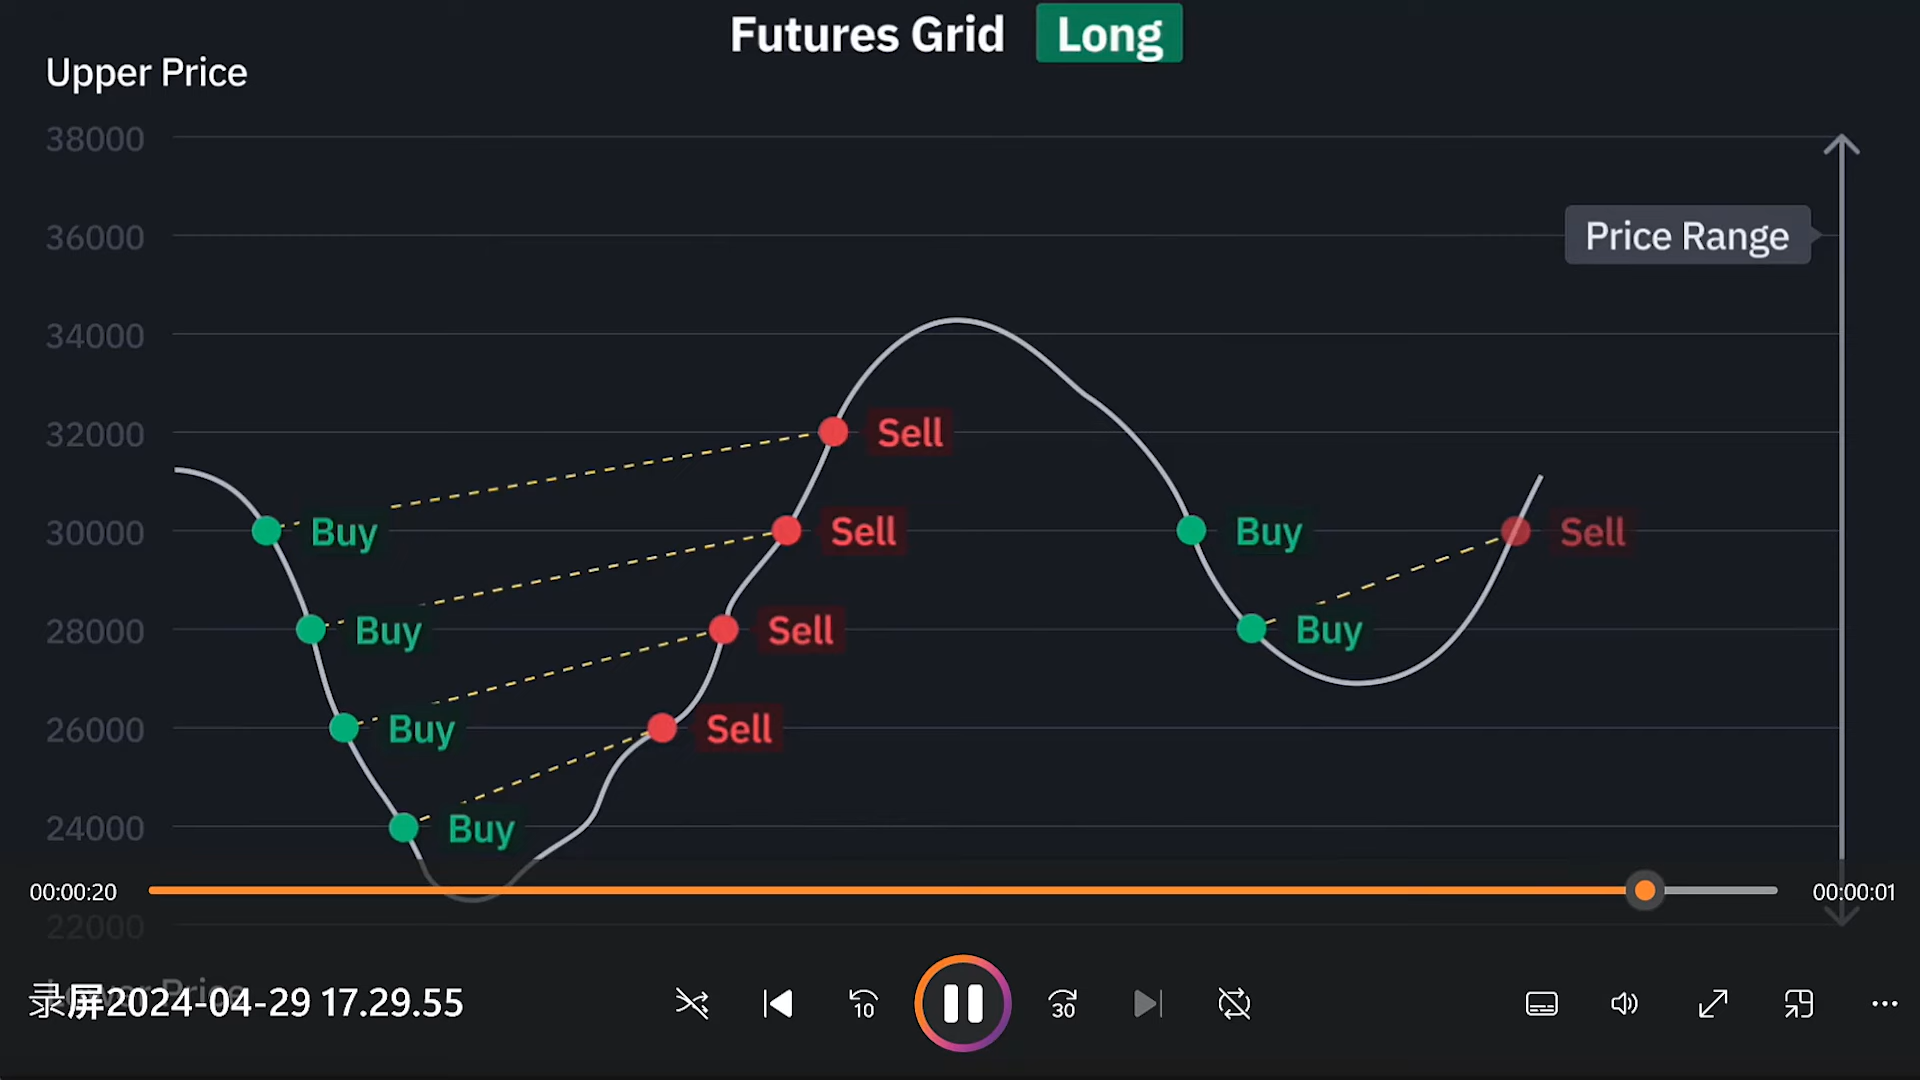 Futures Grid Long
Upper Price
38000
36000
Price Range
34000
32000
Sell
30000
Buy
Sell
Buy
Sell
28000
Buy
Sell
Buy
26000
Buy
Sell
24000
Buy
00:00:20
00:00:01
22000
Lower Price
录屏2024-04-29 17.29.55
10
30